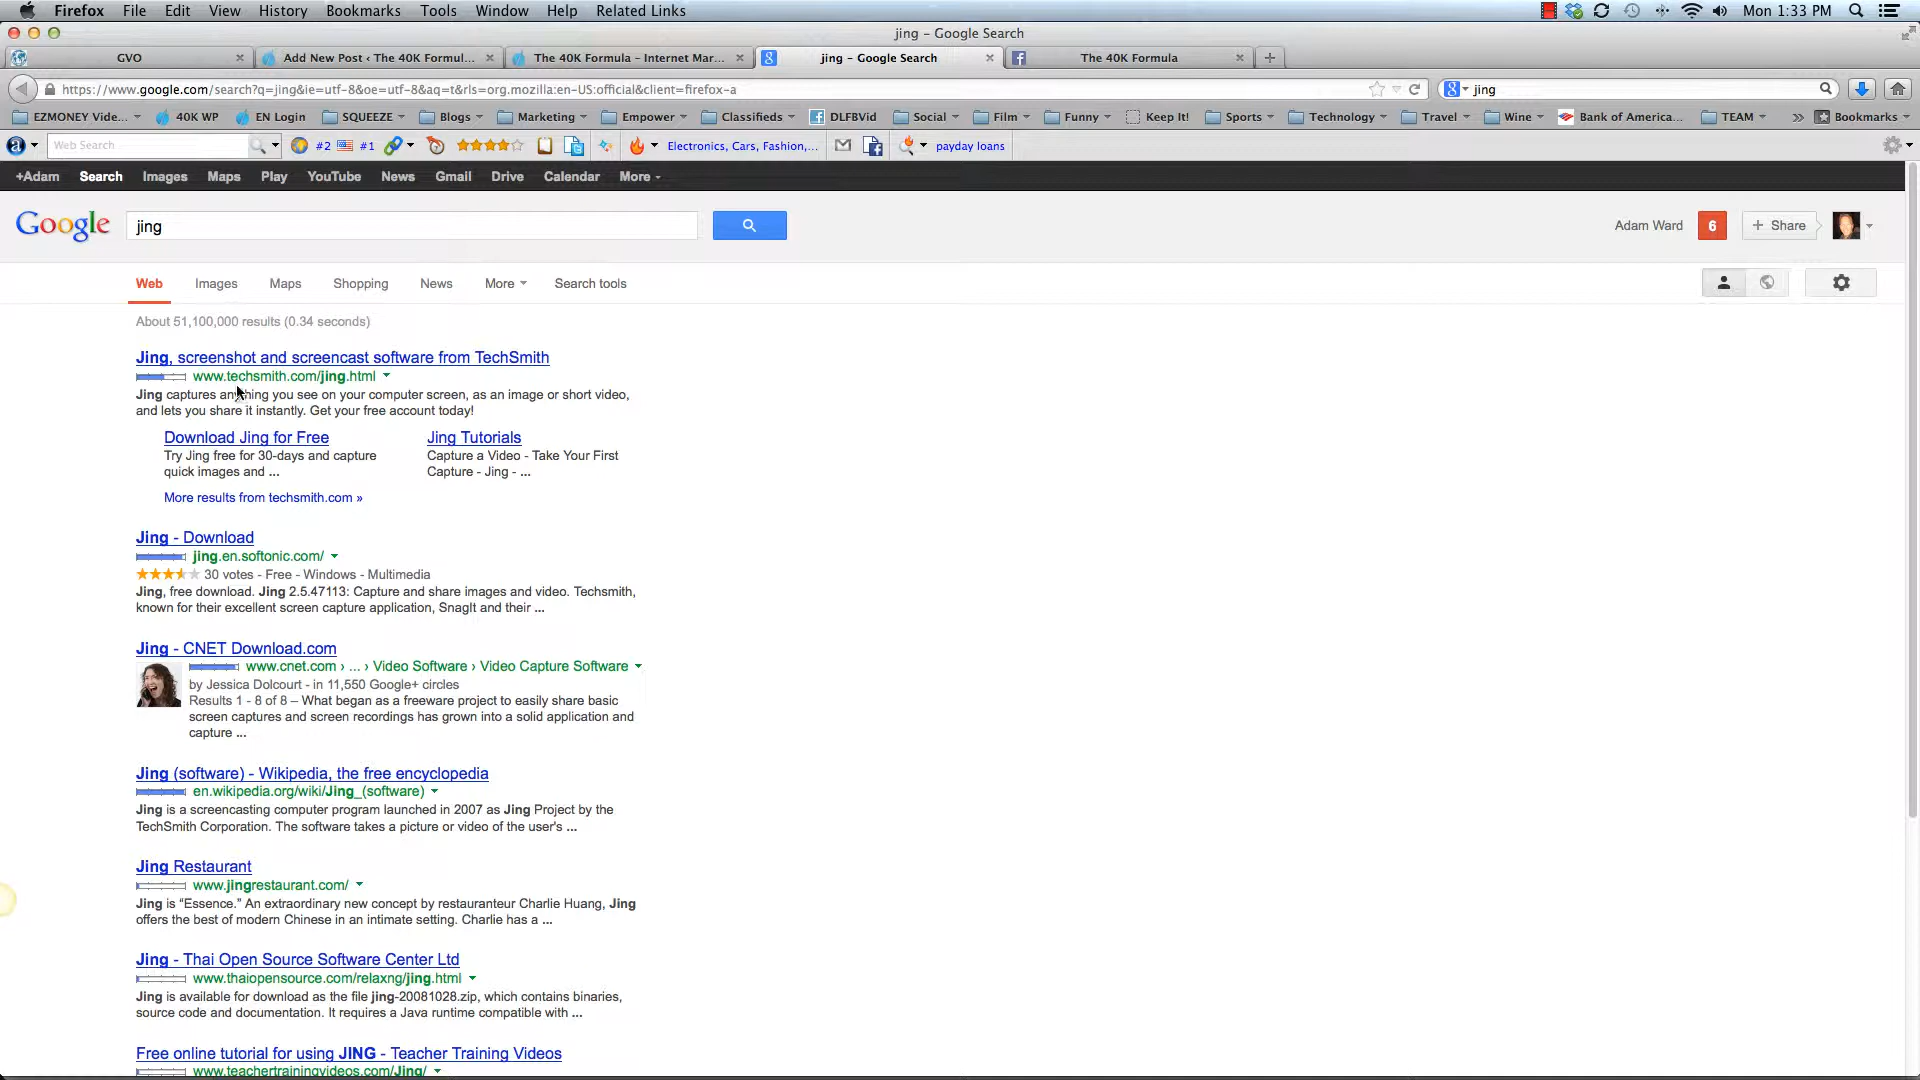 Firefox File Edit View History Bookmarks Tools Window Help Related Links Mon 1:33 PM
jing – Google Search
GVO Add New Post ‹ The 40K Formul... The 40K Formula – Internet Mar... jing – Google Search The 40K Formula
https://www.google.com/search?q=jing&ie=utf-8&oe=utf-8&aq=t&rls=org.mozilla:en-US:official&client=firefox-a jing
EZMONEY Vide... 40K WP EN Login SQUEEZE Blogs Marketing Empower Classifieds DLFBVid Social Film Funny Keep It! Sports Technology Travel Wine Bank of America... TEAM » Bookmarks
Web Search #2 #1 Electronics, Cars, Fashion,... payday loans
+Adam Search Images Maps Play YouTube News Gmail Drive Calendar More
Google jing Adam Ward 6 + Share
Web Images Maps Shopping News More Search tools
About 51,100,000 results (0.34 seconds)
Jing, screenshot and screencast software from TechSmith
www.techsmith.com/jing.html
Jing captures anything you see on your computer screen, as an image or short video,
and lets you share it instantly. Get your free account today!
Download Jing for Free Jing Tutorials
Try Jing free for 30-days and capture Capture a Video - Take Your First
quick images and ... Capture - Jing - ...
More results from techsmith.com »
Jing - Download
jing.en.softonic.com/
30 votes - Free - Windows - Multimedia
Jing, free download. Jing 2.5.47113: Capture and share images and video. Techsmith,
known for their excellent screen capture application, SnagIt and their ...
Jing - CNET Download.com
www.cnet.com › ... › Video Software › Video Capture Software
by Jessica Dolcourt - in 11,550 Google+ circles
Results 1 - 8 of 8 – What began as a freeware project to easily share basic
screen captures and screen recordings has grown into a solid application and
capture ...
Jing (software) - Wikipedia, the free encyclopedia
en.wikipedia.org/wiki/Jing_(software)
Jing is a screencasting computer program launched in 2007 as Jing Project by the
TechSmith Corporation. The software takes a picture or video of the user's ...
Jing Restaurant
www.jingrestaurant.com/
Jing is “Essence.” An extraordinary new concept by restauranteur Charlie Huang, Jing
offers the best of modern Chinese in an intimate setting. Charlie has a ...
Jing - Thai Open Source Software Center Ltd
www.thaiopensource.com/relaxng/jing.html
Jing is available for download as the file jing-20081028.zip, which contains binaries,
source code and documentation. It requires a Java runtime compatible with ...
Free online tutorial for using JING - Teacher Training Videos
www.teachertrainingvideos.com/Jing/